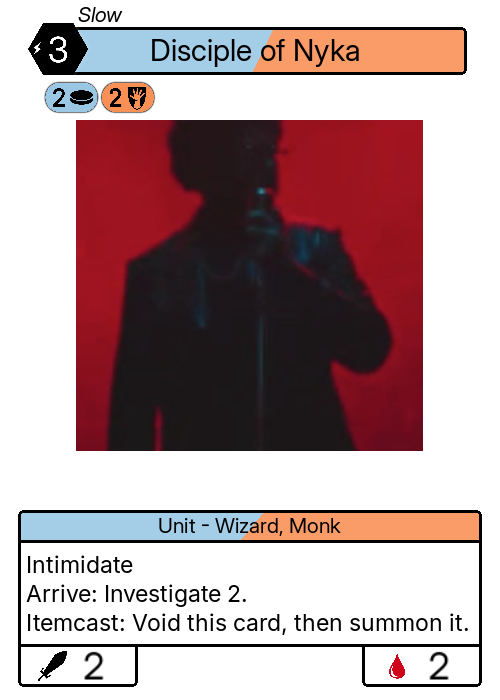 Slow
3
Disciple of Nyka
2 2
Unit - Wizard, Monk
Intimidate
Arrive: Investigate 2.
Itemcast: Void this card, then summon it.
2
2